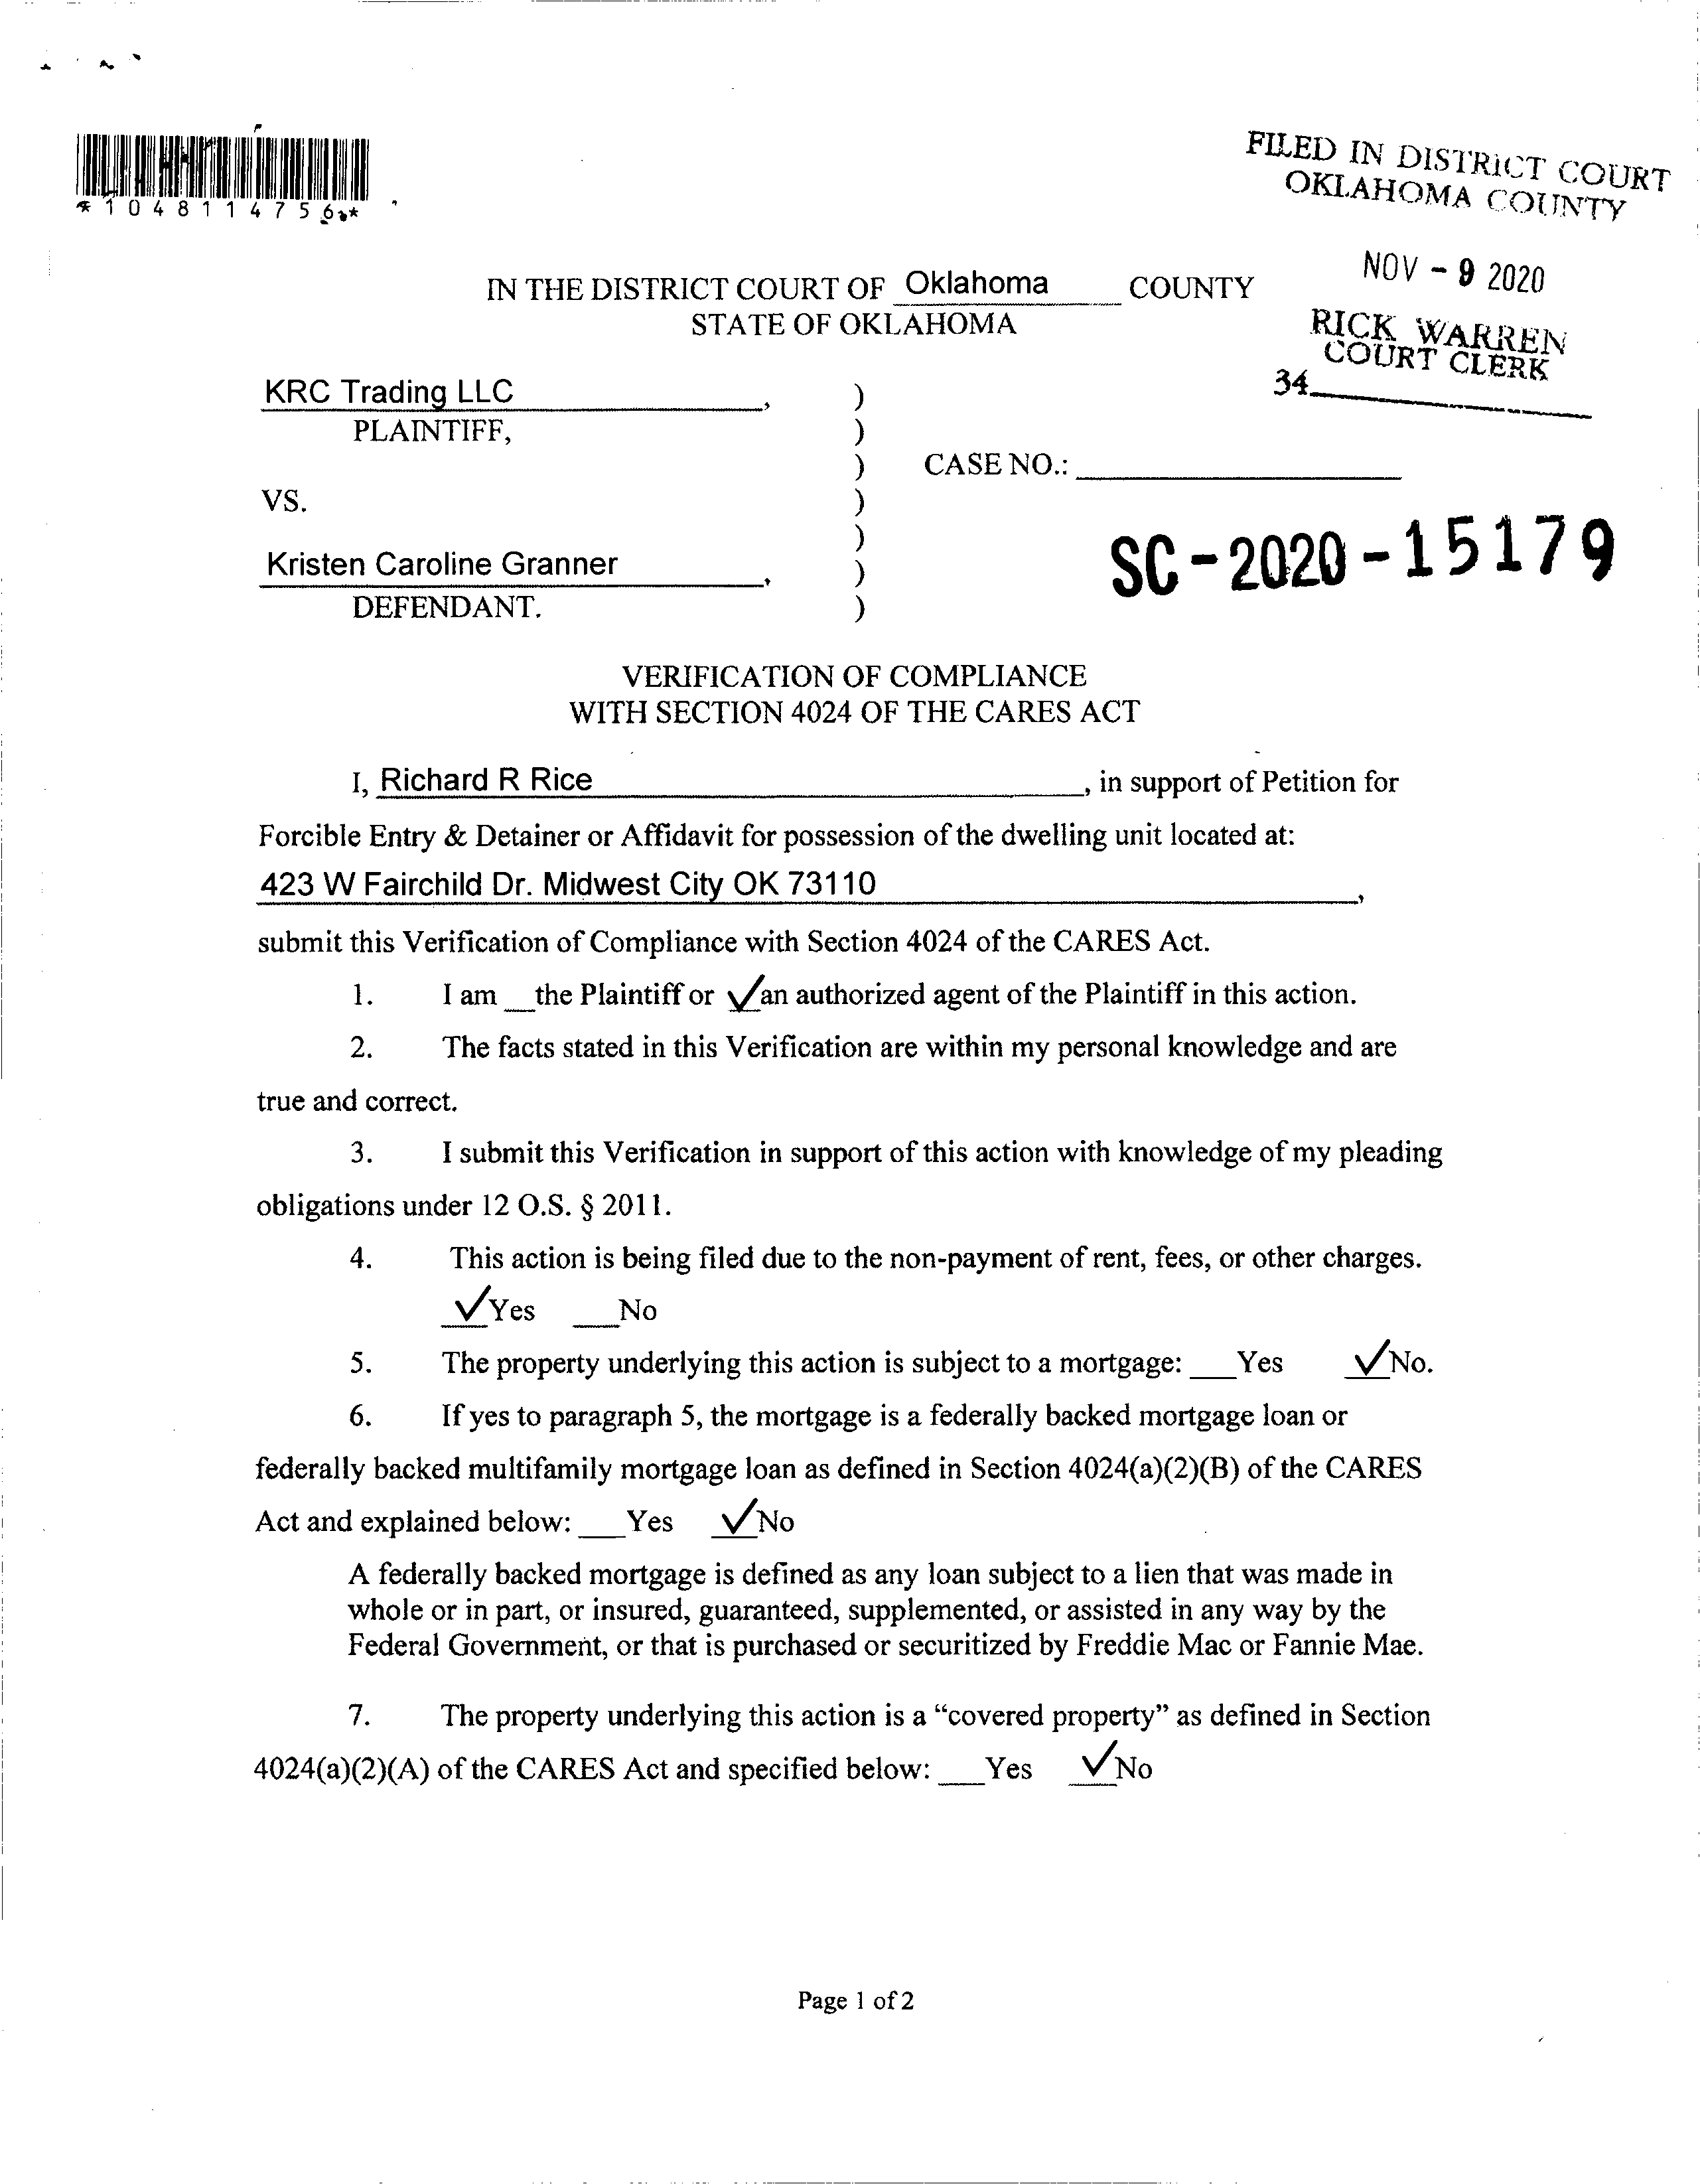 *1048114756*
FILED IN DISTRICT COURT
OKLAHOMA COUNTY
NOV - 9 2020
RICK WARREN
COURT CLERK
34
IN THE DISTRICT COURT OF Oklahoma COUNTY
STATE OF OKLAHOMA
KRC Trading LLC, )
PLAINTIFF, )
) CASE NO.:
VS. )
)
SC-2020-15179
Kristen Caroline Granner, )
DEFENDANT. )
VERIFICATION OF COMPLIANCE
WITH SECTION 4024 OF THE CARES ACT
I, Richard R Rice, in support of Petition for
Forcible Entry & Detainer or Affidavit for possession of the dwelling unit located at:
423 W Fairchild Dr. Midwest City OK 73110,
submit this Verification of Compliance with Section 4024 of the CARES Act.
1. I am __the Plaintiff or ✓an authorized agent of the Plaintiff in this action.
2. The facts stated in this Verification are within my personal knowledge and are
true and correct.
3. I submit this Verification in support of this action with knowledge of my pleading
obligations under 12 O.S. § 2011.
4. This action is being filed due to the non-payment of rent, fees, or other charges.
✓Yes ___No
5. The property underlying this action is subject to a mortgage: ___Yes ✓No.
6. If yes to paragraph 5, the mortgage is a federally backed mortgage loan or
federally backed multifamily mortgage loan as defined in Section 4024(a)(2)(B) of the CARES
Act and explained below: ___Yes ✓No
A federally backed mortgage is defined as any loan subject to a lien that was made in
whole or in part, or insured, guaranteed, supplemented, or assisted in any way by the
Federal Government, or that is purchased or securitized by Freddie Mac or Fannie Mae.
7. The property underlying this action is a “covered property” as defined in Section
4024(a)(2)(A) of the CARES Act and specified below: ___Yes ✓No
Page 1 of 2